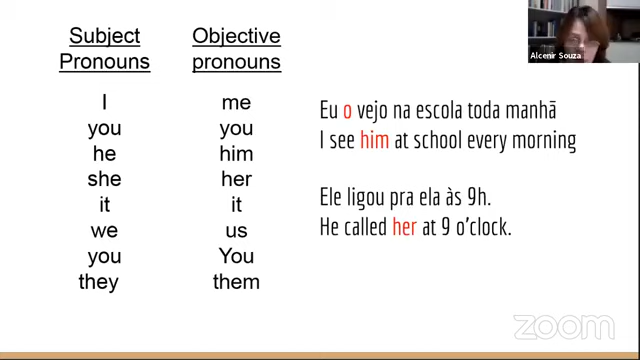 Subject Objective
Pronouns pronouns
I me
you you
he him
she her
it it
we us
you You
they them
Eu o vejo na escola toda manhã
I see him at school every morning
Ele ligou pra ela às 9h.
He called her at 9 o'clock.
Alcenir Souza
zoom